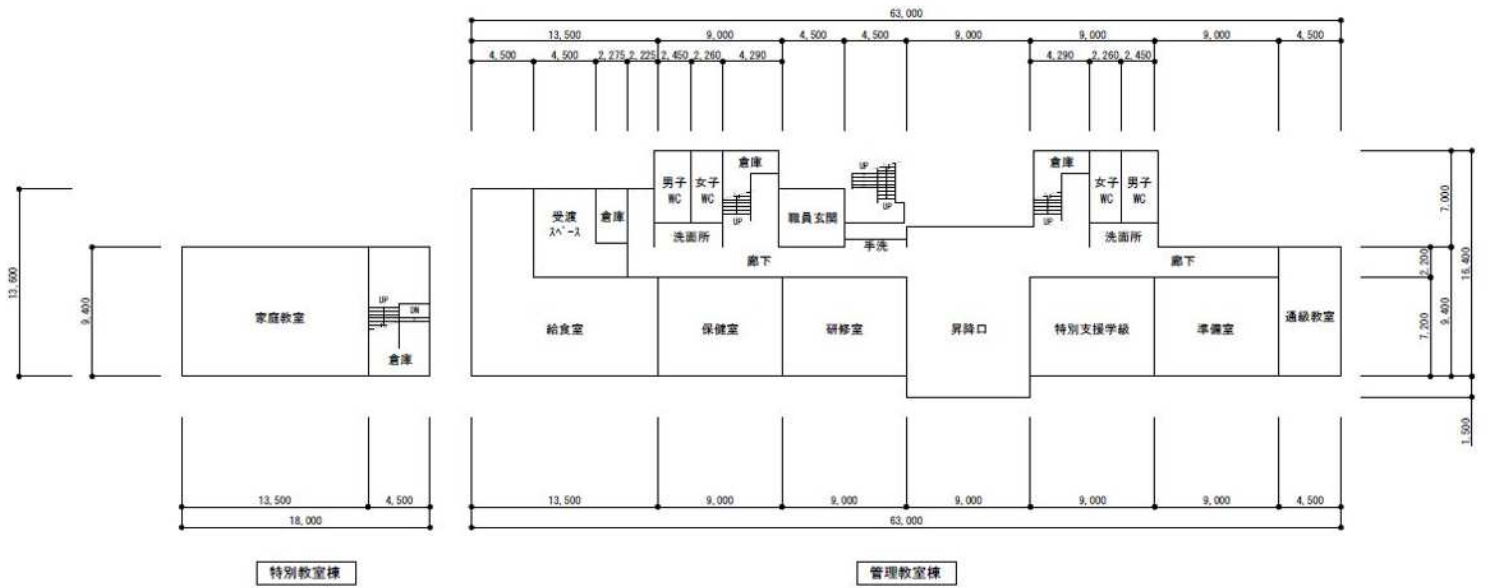 63,000
13,500 9,000 4,500 4,500 9,000 9,000 9,000 4,500
4,500 4,500 2,275 2,225 2,450 2,260 4,290 4,290 2,260 2,450
倉庫 UP 倉庫
男子 女子 女子 男子
WC WC WC WC
受渡 倉庫 UP 職員玄関 UP UP
スペース
洗面所 手洗 洗面所
廊下 廊下
UP DN
家庭教室 給食室 保健室 研修室 昇降口 特別支援学級 準備室 通級教室
倉庫
13,600
9,400
7,000
2,200
7,200
9,400
16,400
1,500
13,500 4,500 13,500 9,000 9,000 9,000 9,000 9,000 4,500
18,000 63,000
特別教室棟 管理教室棟